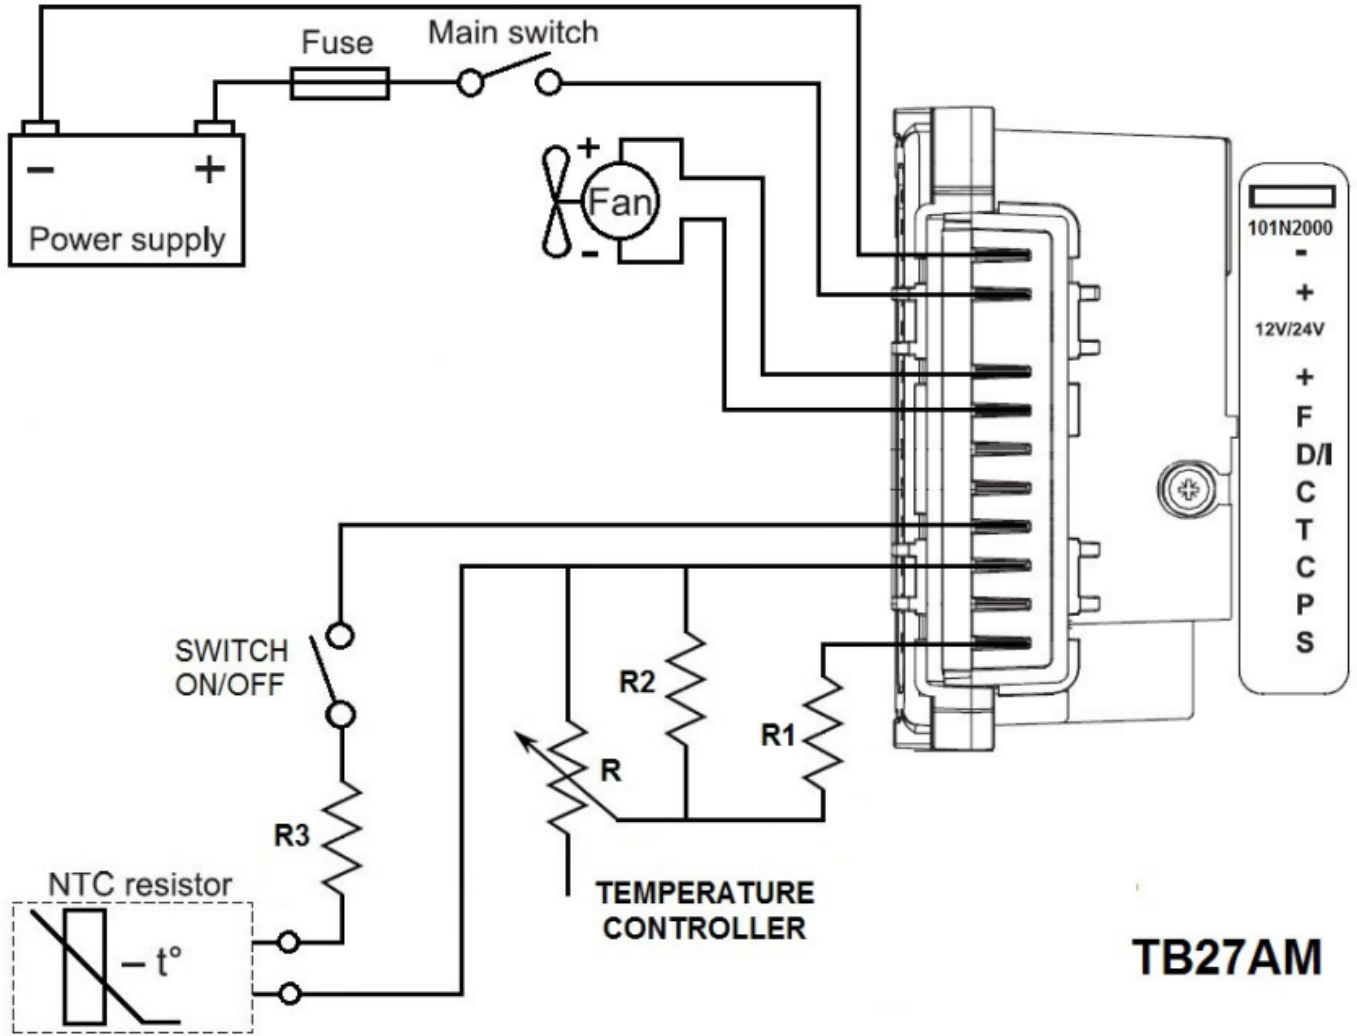 Fuse
Main switch
-
+
Power supply
+
Fan
-
101N2000
-
+
12V/24V
+
F
D/I
C
T
C
P
S
SWITCH
ON/OFF
R2
R1
R
R3
NTC resistor
– t°
TEMPERATURE
CONTROLLER
TB27AM